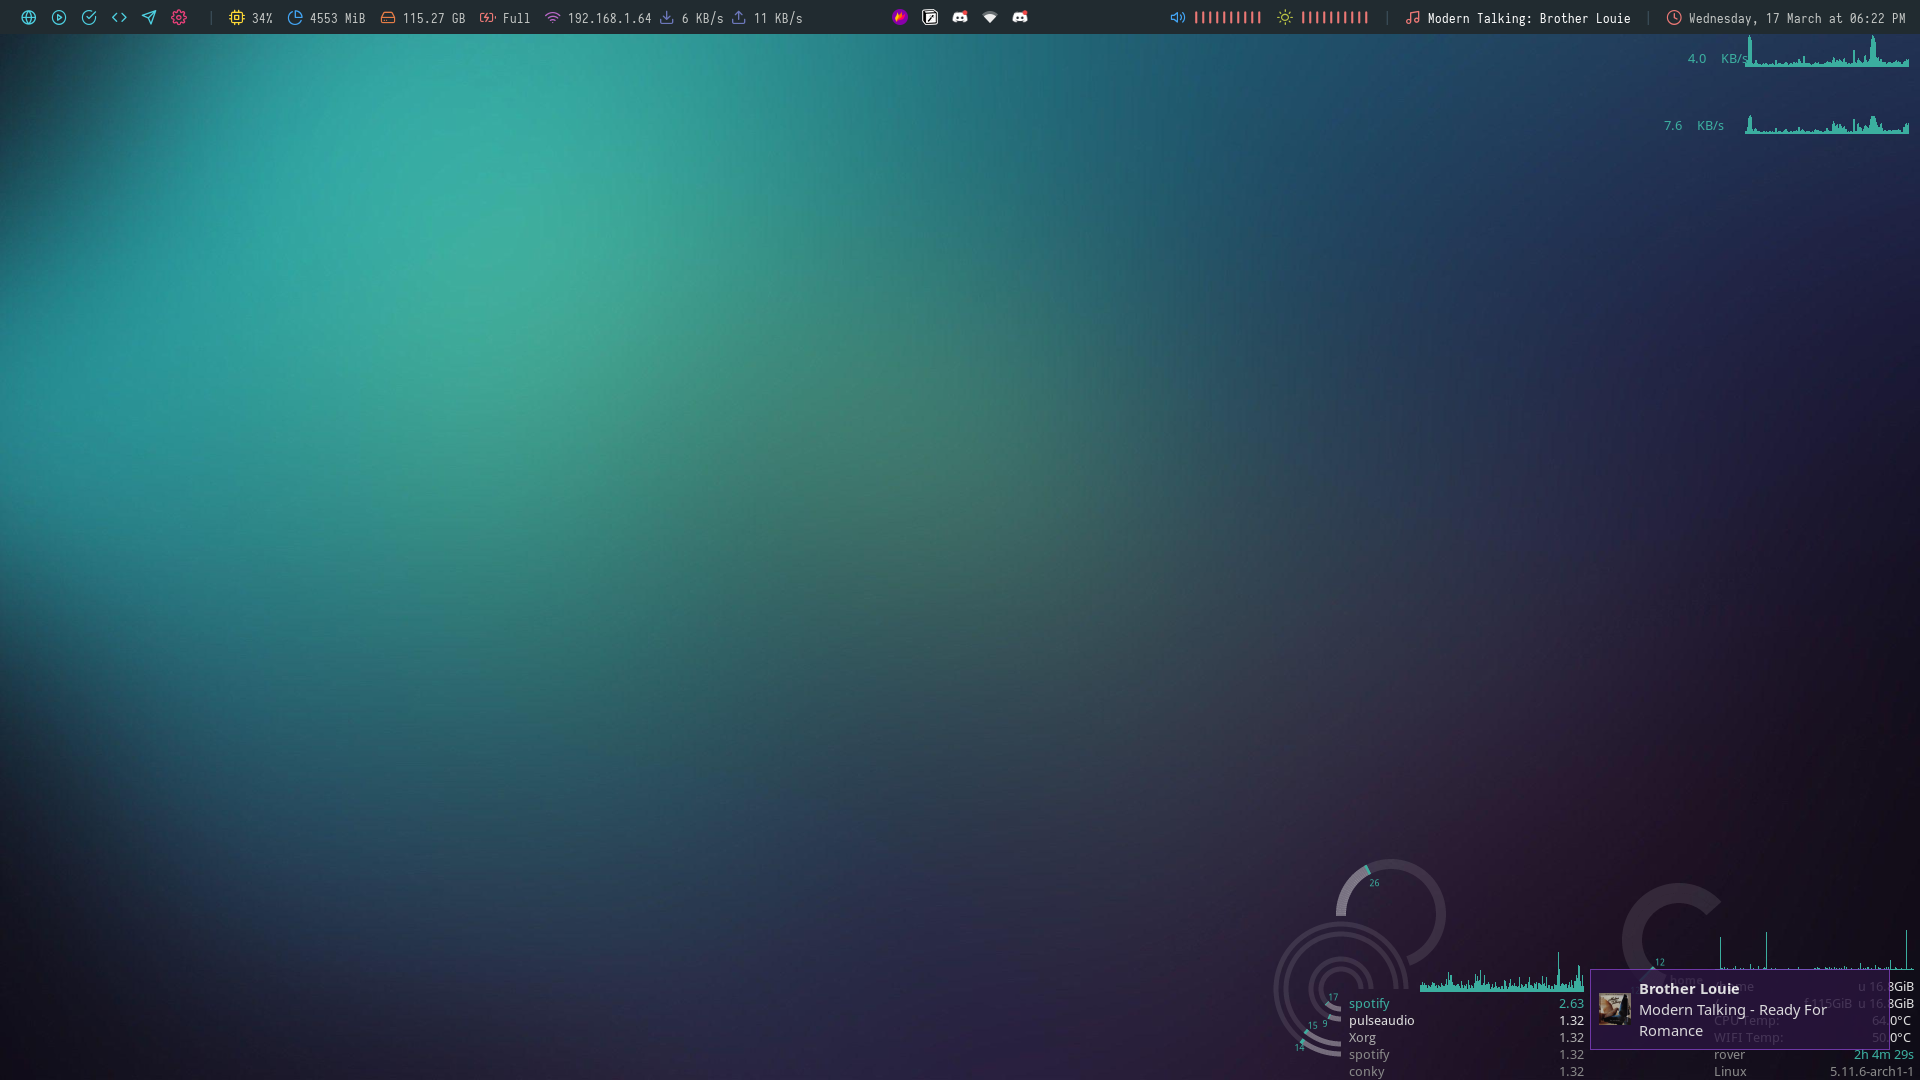 34% 4553 MiB 115.27 GB Full 192.168.1.64 6 KB/s 11 KB/s Modern Talking: Brother Louie Wednesday, 17 March at 06:22 PM
4.0 KB/s
7.6 KB/s
26
12
17
15 9
14
spotify 2.63
pulseaudio 1.32
Xorg 1.32
spotify 1.32
conky 1.32
Brother Louie
Modern Talking - Ready For
Romance
home
u 16.8GiB
f 115GiB u 16.8GiB
CPU Temp: 64.0°C
WIFI Temp: 50.0°C
rover 2h 4m 29s
Linux 5.11.6-arch1-1